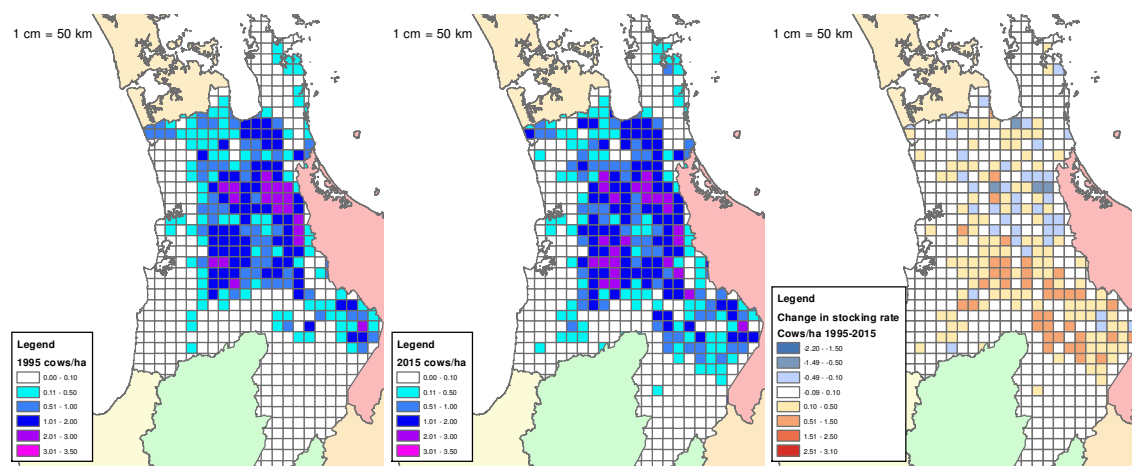 1 cm = 50 km
Legend
1995 cows/ha
0.00 - 0.10
0.11 - 0.50
0.51 - 1.00
1.01 - 2.00
2.01 - 3.00
3.01 - 3.50
1 cm = 50 km
Legend
2015 cows/ha
0.00 - 0.10
0.11 - 0.50
0.51 - 1.00
1.01 - 2.00
2.01 - 3.00
3.01 - 3.50
1 cm = 50 km
Legend
Change in stocking rate
Cows/ha 1995-2015
-2.20 - -1.50
-1.49 - -0.50
-0.49 - -0.10
-0.09 - 0.10
0.10 - 0.50
0.51 - 1.50
1.51 - 2.50
2.51 - 3.10